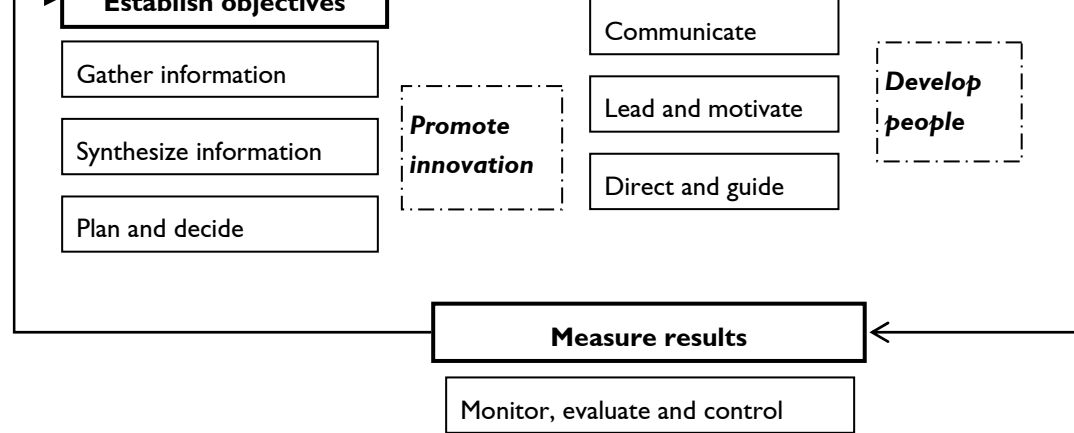 Establish objectives
Gather information
Synthesize information
Plan and decide
Promote
innovation
Communicate
Lead and motivate
Direct and guide
Develop
people
Measure results
Monitor, evaluate and control